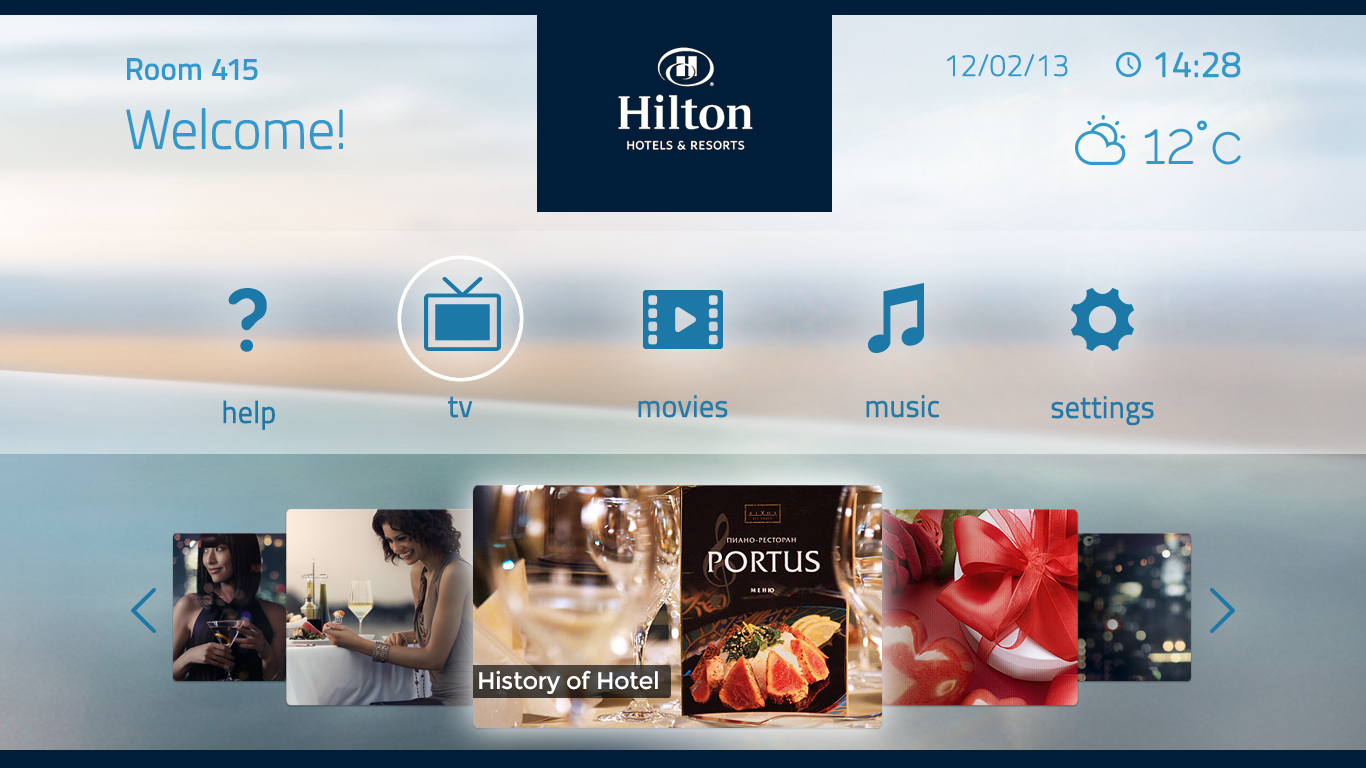 Room 415
Welcome!
Hilton
HOTELS & RESORTS
12/02/13
14:28
12°C
help
tv
movies
music
settings
History of Hotel
ПИАНО-РЕСТОРАН
PORTUS
МЕНЮ